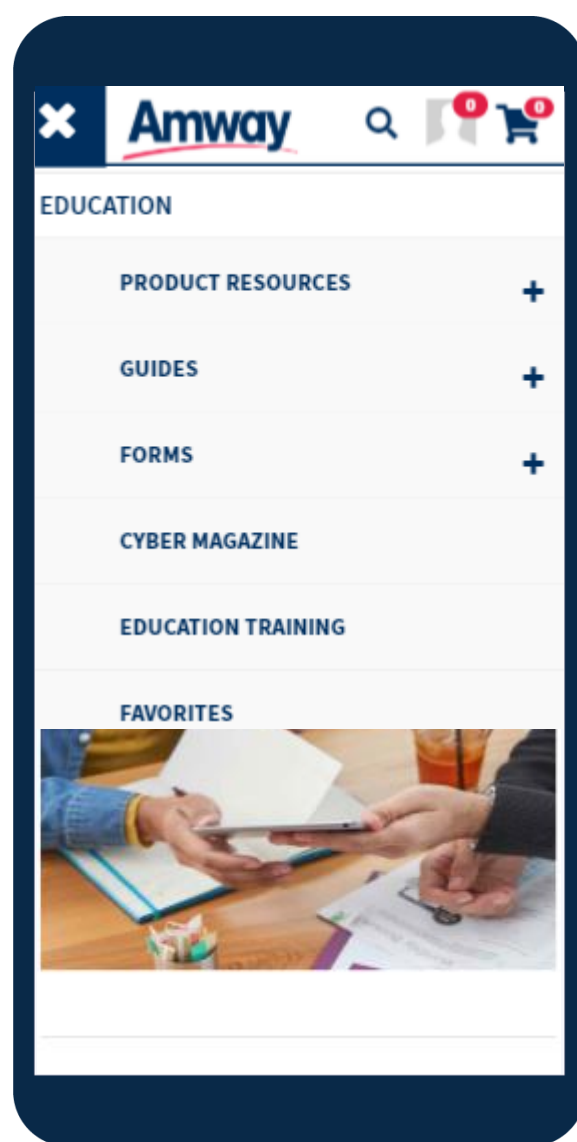 Amway
0
0
EDUCATION
PRODUCT RESOURCES
GUIDES
FORMS
CYBER MAGAZINE
EDUCATION TRAINING
FAVORITES